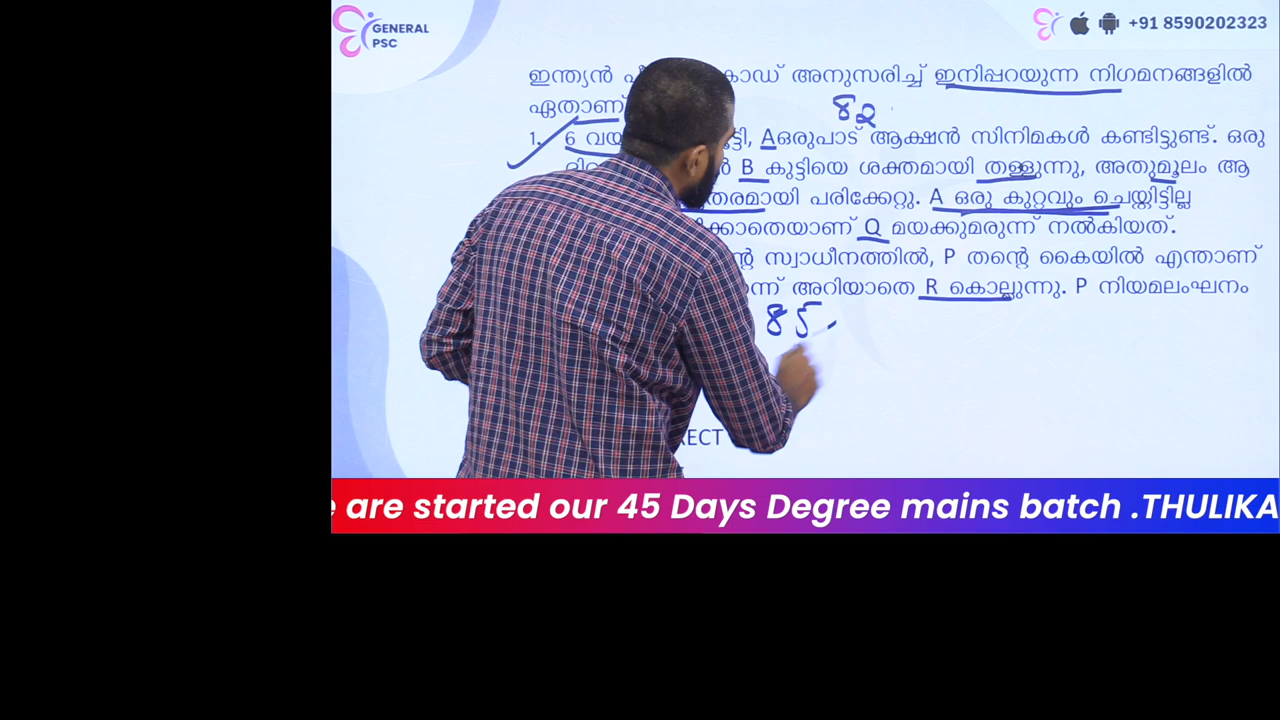 GENERAL
PSC
+91 8590202323
ഇന്ത്യൻ കോഡ് അനുസരിച്ച് ഇനിപ്പറയുന്ന നിഗമനങ്ങളിൽ
ഏതാണ്
82
1. 6 A ഒരുപാട് ആക്ഷൻ സിനിമകൾ കണ്ടിട്ടുണ്ട്. ഒരു
B കുട്ടിയെ ശക്തമായി തള്ളുന്നു, അതുമൂലം ആ
പരിക്കേറ്റു. A ഒരു കുറ്റവും ചെയ്തിട്ടില്ല
Q മയക്കുമരുന്ന് നൽകിയത്.
സ്വാധീനത്തിൽ, P തന്റെ കൈയിൽ എന്താണ്
അറിയാതെ R കൊല്ലുന്നു. P നിയമലംഘനം
85
RECT
are started our 45 Days Degree mains batch .THULIKA